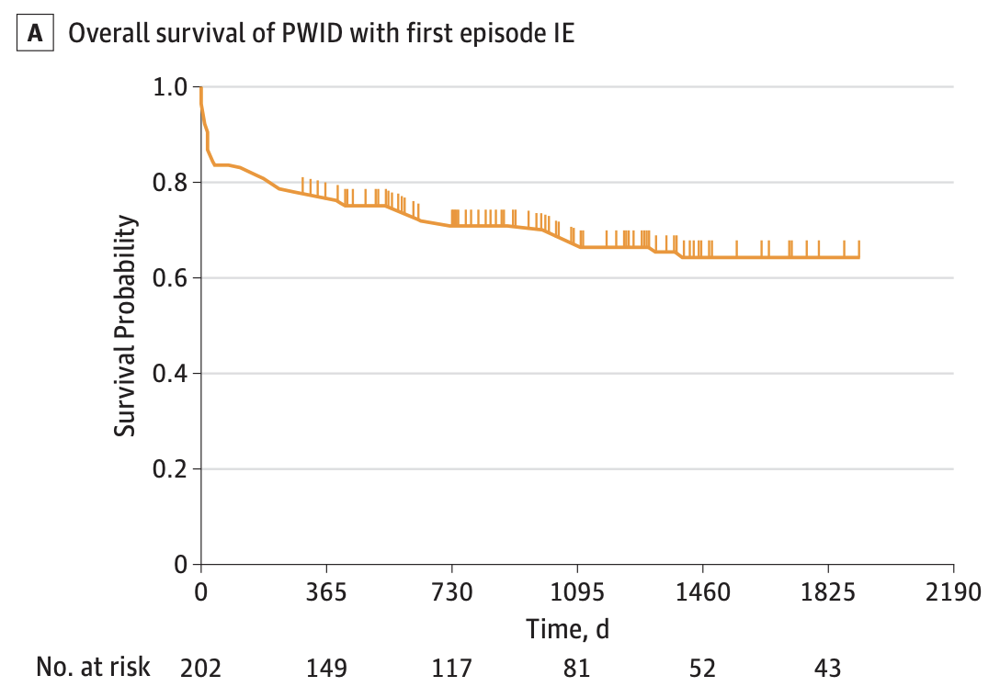 A Overall survival of PWID with first episode IE
1.0
0.8
0.6
0.4
0.2
0
Survival Probability
0 365 730 1095 1460 1825 2190
Time, d
No. at risk 202 149 117 81 52 43